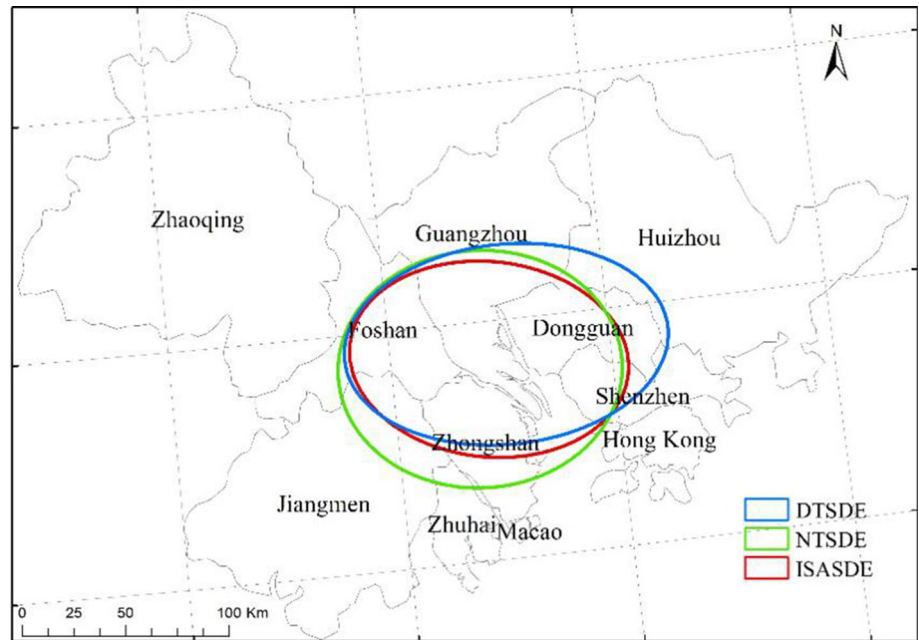 N
Zhaoqing
Guangzhou
Huizhou
Foshan
Dongguan
Shenzhen
Zhongshan
Hong Kong
Jiangmen
Zhuhai
Macao
DTSDE
NTSDE
ISASDE
0 25 50 100 Km